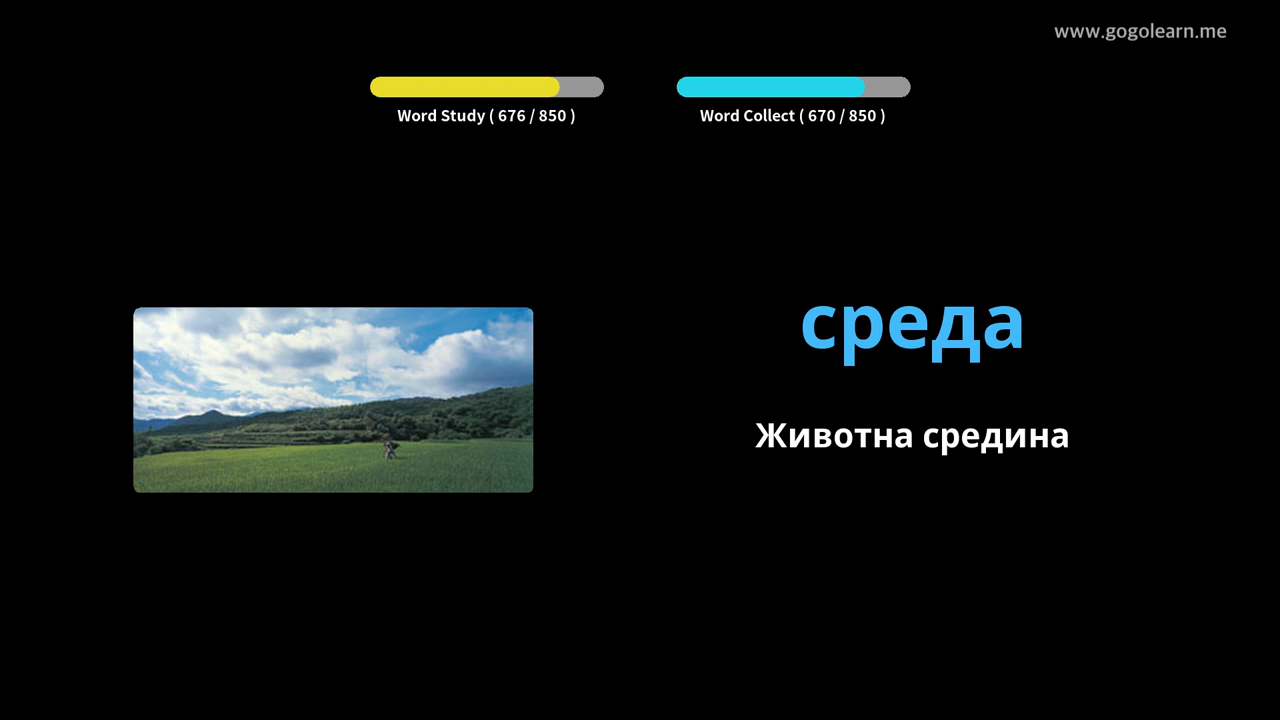 www.gogolearn.me
Word Study ( 676 / 850 )
Word Collect ( 670 / 850 )
среда
Животна средина